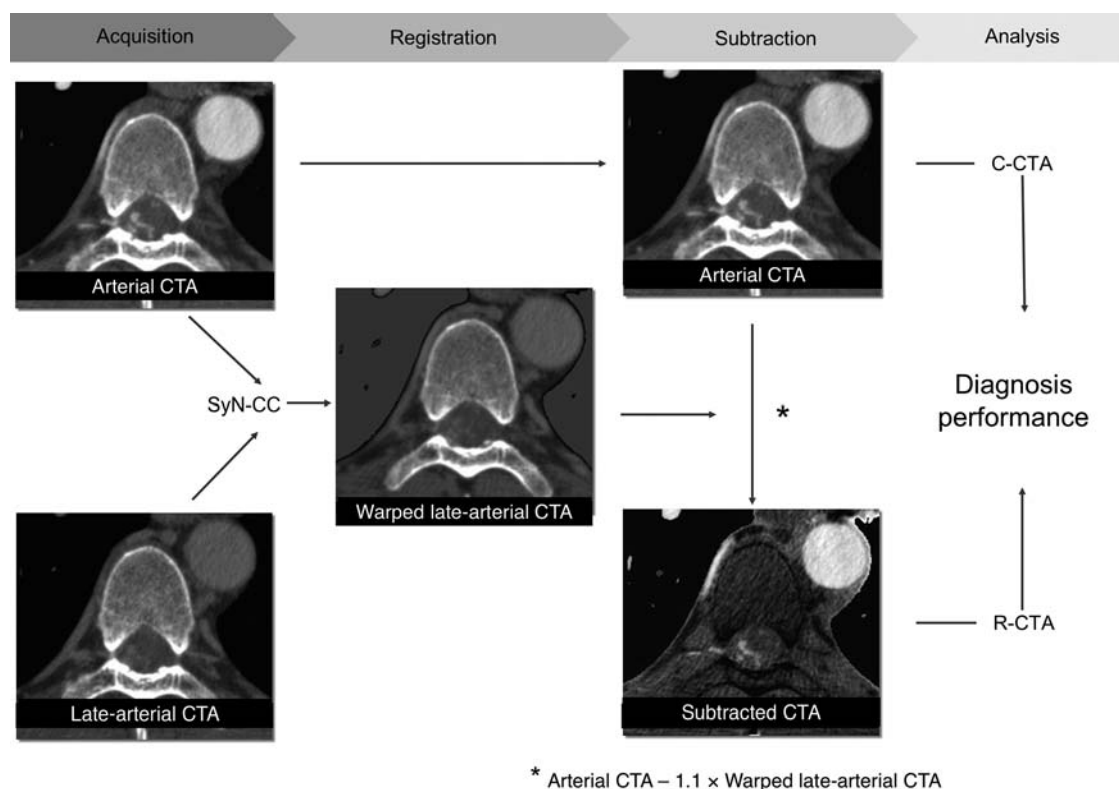 Acquisition
Registration
Subtraction
Analysis
Arterial CTA
Arterial CTA
C-CTA
SyN-CC
Warped late-arterial CTA
*
Diagnosis
performance
Late-arterial CTA
Subtracted CTA
R-CTA
* Arterial CTA – 1.1 × Warped late-arterial CTA